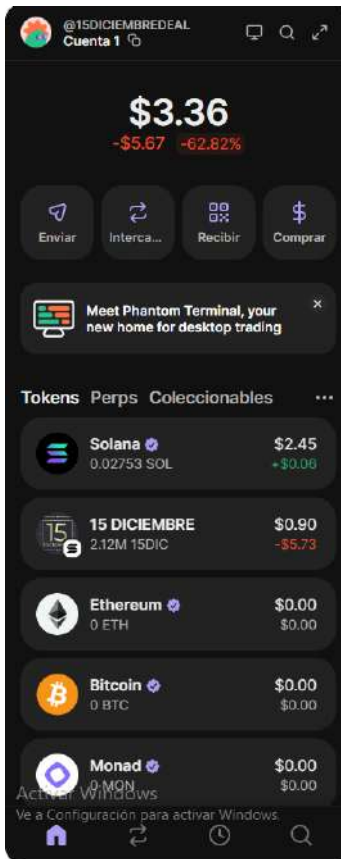 @15DICIEMBREDEAL
Cuenta 1
$3.36
-$5.67 -62.82%
Enviar
Interca...
Recibir
Comprar
Meet Phantom Terminal, your
new home for desktop trading
Tokens Perps Coleccionables
Solana $2.45
0.02753 SOL +$0.06
15
15 DICIEMBRE $0.90
2.12M 15DIC -$5.73
Ethereum $0.00
0 ETH $0.00
Bitcoin $0.00
0 BTC $0.00
Monad $0.00
0 MON $0.00
Activar Windows
Ve a Configuración para activar Windows.